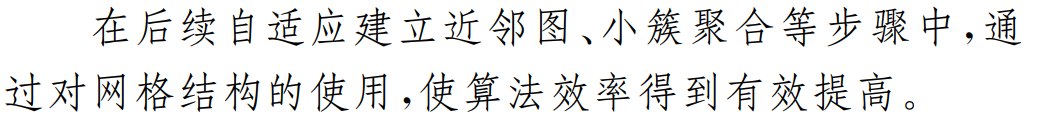 在后续自适应建立近邻图、小簇聚合等步骤中,通
过对网格结构的使用,使算法效率得到有效提高。